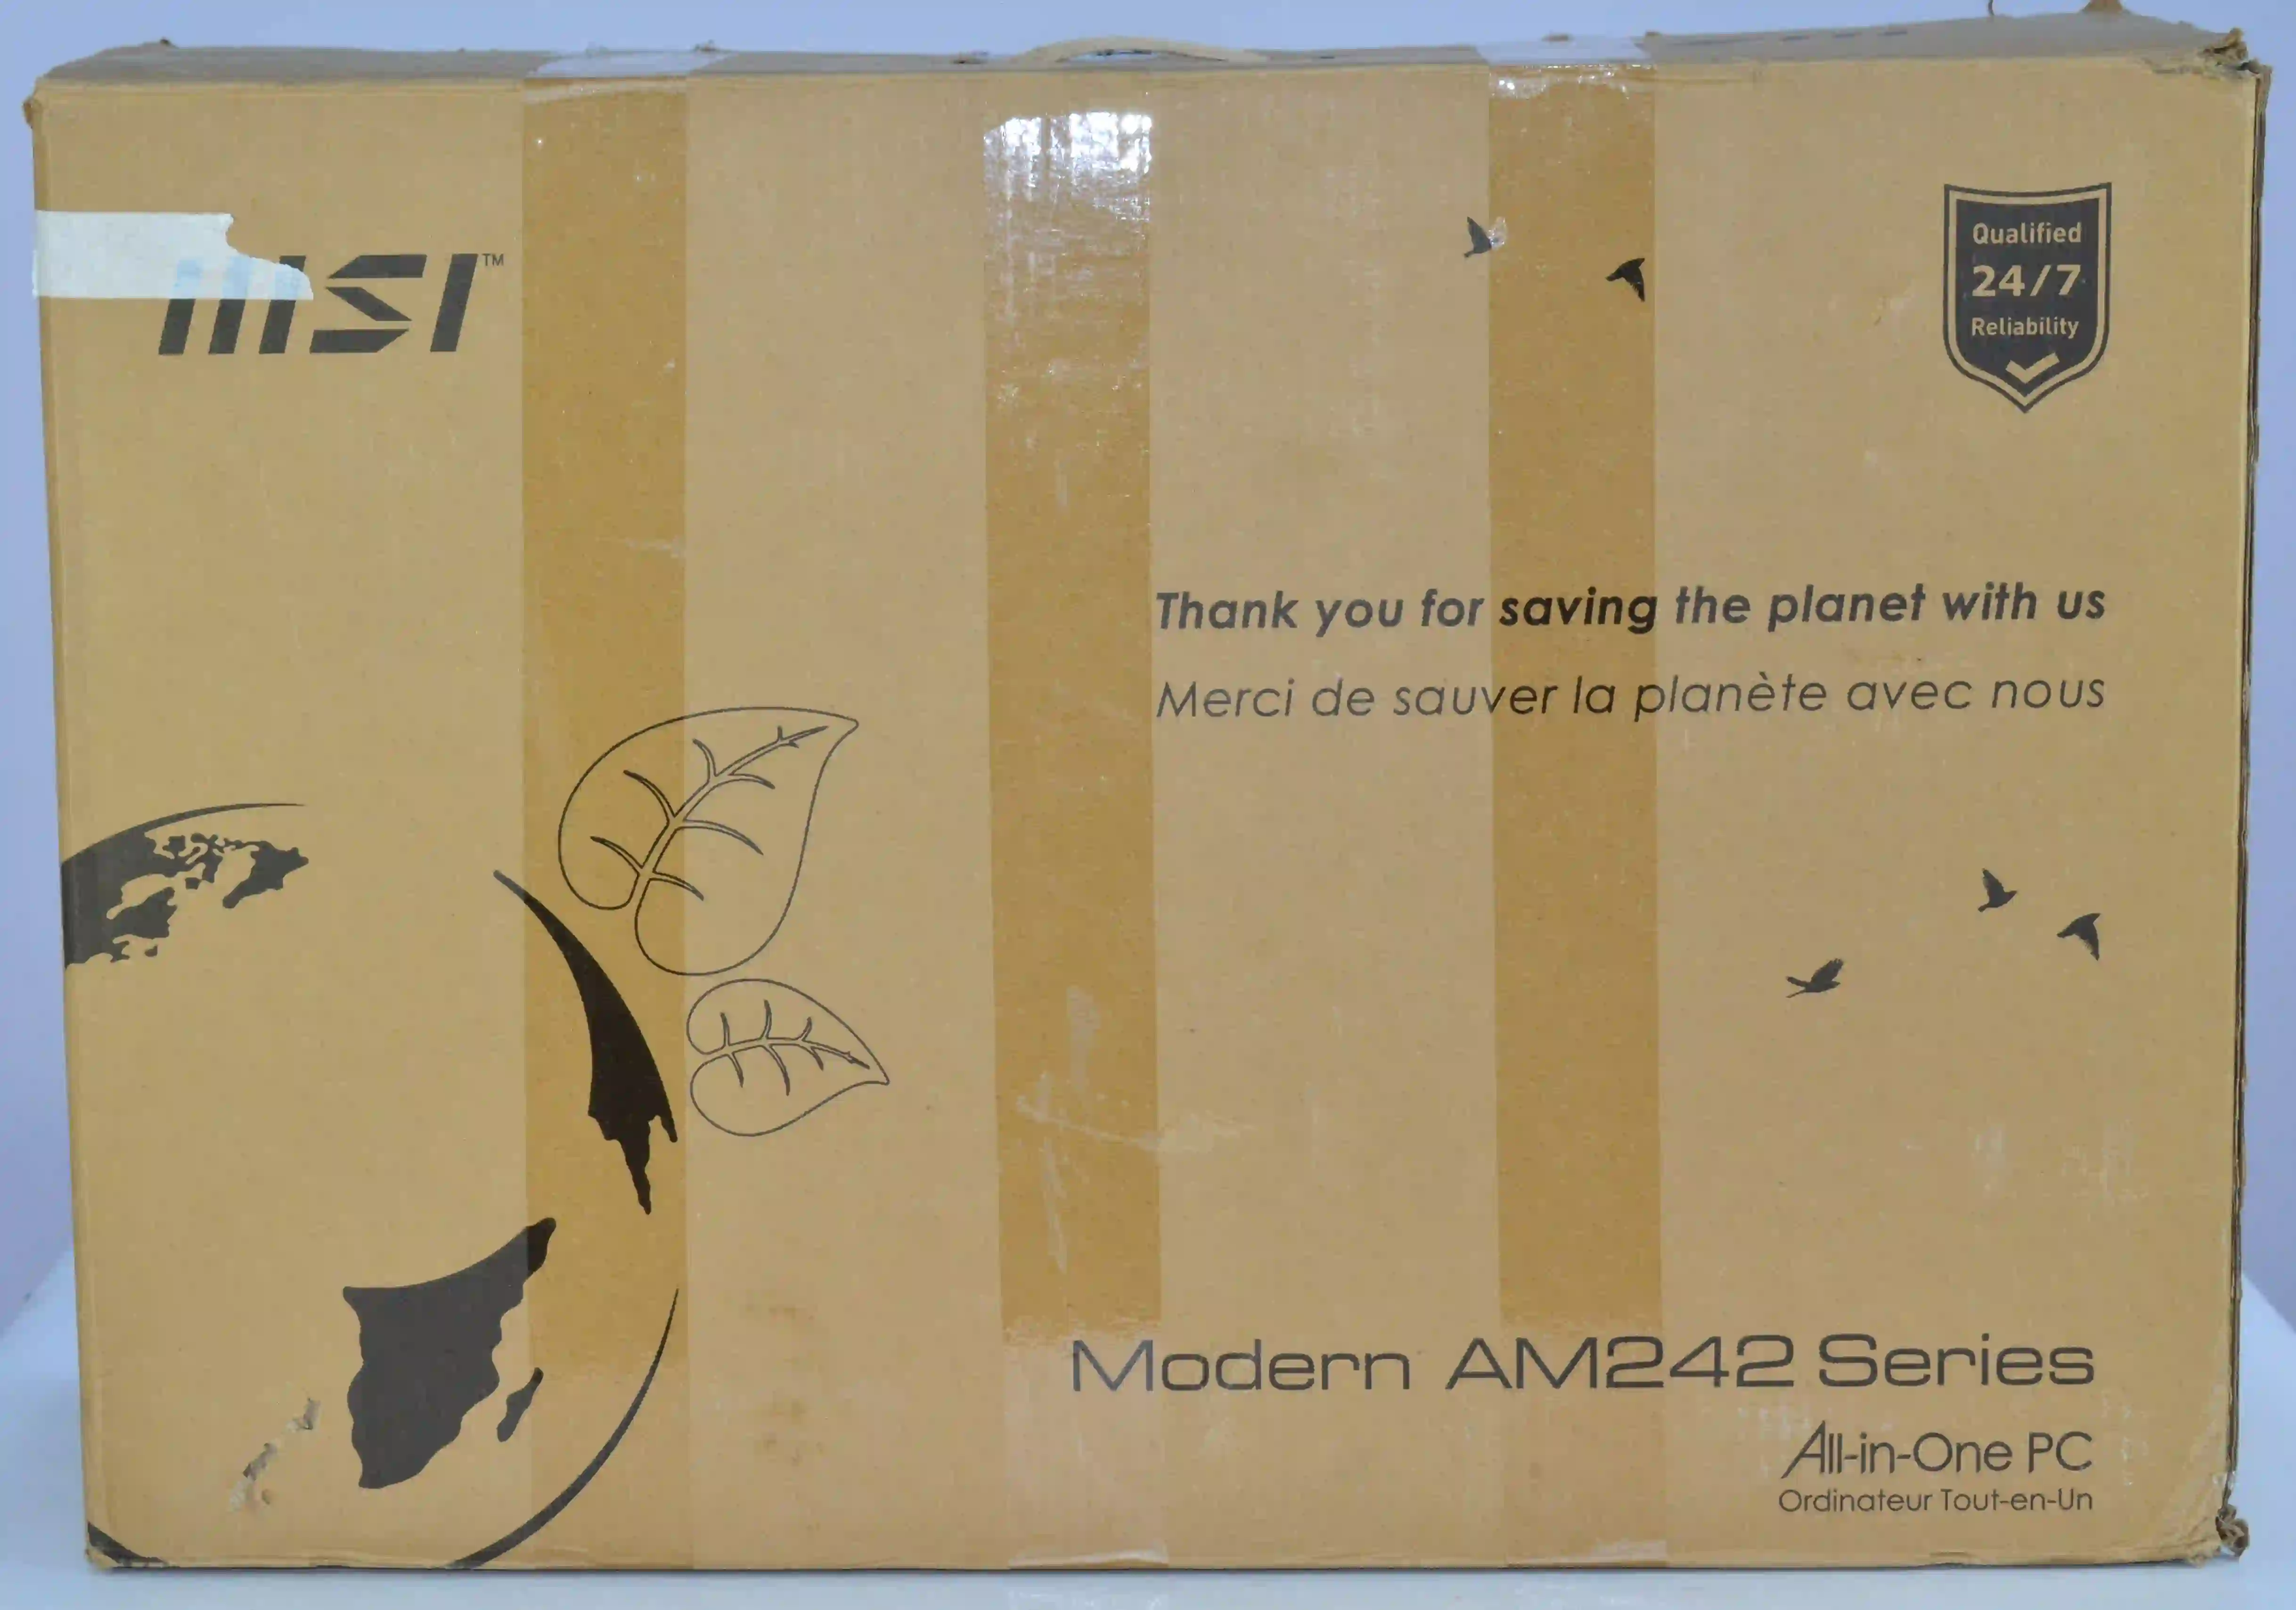 msi™
Qualified
24/7
Reliability
Thank you for saving the planet with us
Merci de sauver la planète avec nous
Modern AM242 Series
All-in-One PC
Ordinateur Tout-en-Un